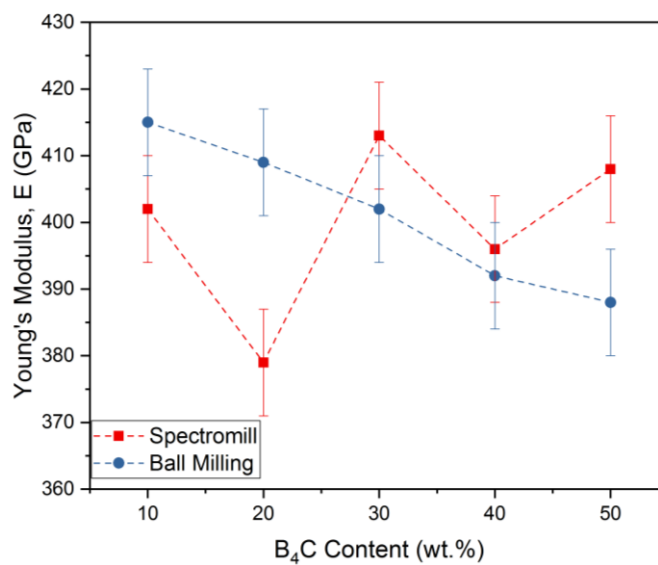 430
420
410
400
390
380
370
360
Young's Modulus, E (GPa)
Spectromill
Ball Milling
10 20 30 40 50
B₄C Content (wt.%)